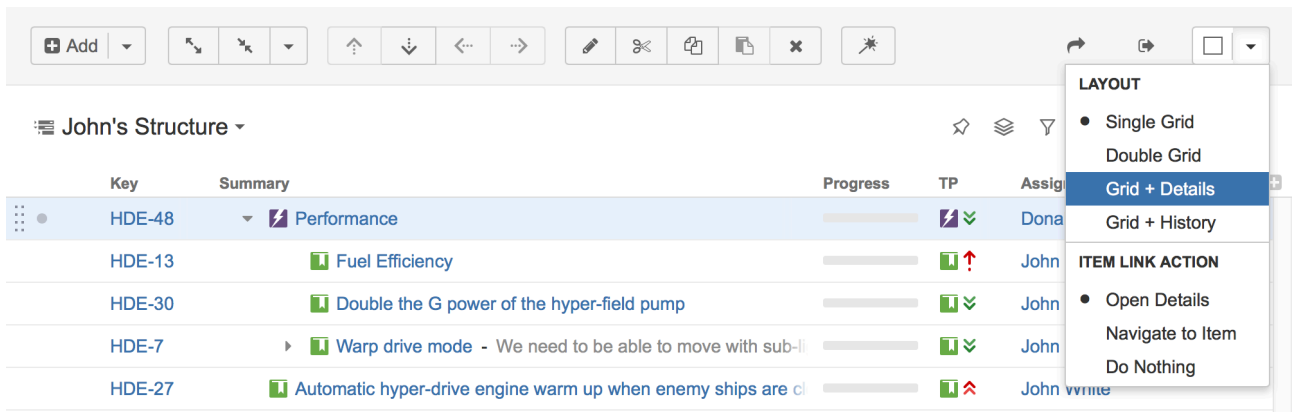 Add
LAYOUT
Single Grid
Double Grid
Grid + Details
Grid + History
ITEM LINK ACTION
Open Details
Navigate to Item
Do Nothing
John's Structure
Key Summary Progress TP
HDE-48 Performance
HDE-13 Fuel Efficiency John
HDE-30 Double the G power of the hyper-field pump John
HDE-7 Warp drive mode - We need to be able to move with John
HDE-27 Automatic hyper-drive engine warm up when enemy ships are John White